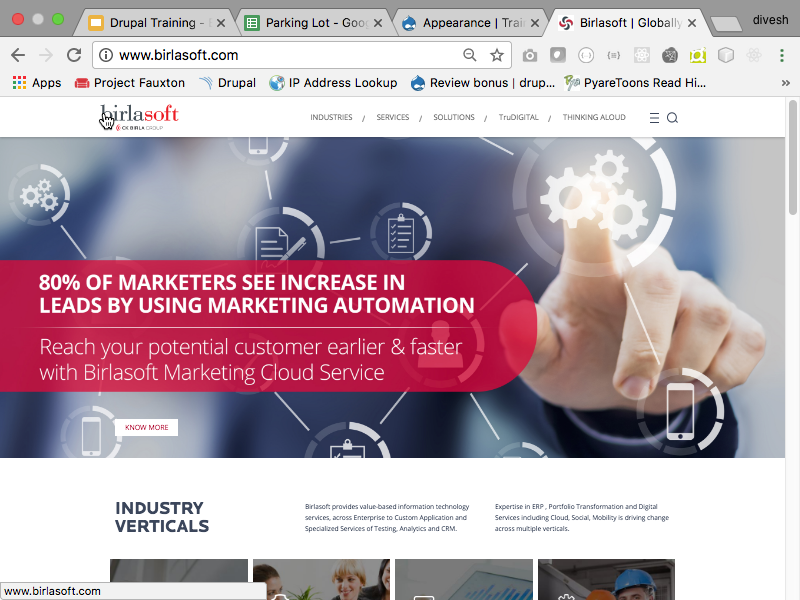 Drupal Training -
Parking Lot - Goog
Appearance | Train
Birlasoft | Globally
divesh
www.birlasoft.com
Apps
Project Fauxton
Drupal
IP Address Lookup
Review bonus | drup...
PyareToons Read Hi...
»
birlasoft
CK BIRLA GROUP
INDUSTRIES / SERVICES / SOLUTIONS / TruDIGITAL / THINKING ALOUD
80% OF MARKETERS SEE INCREASE IN
LEADS BY USING MARKETING AUTOMATION
Reach your potential customer earlier & faster
with Birlasoft Marketing Cloud Service
KNOW MORE
INDUSTRY
VERTICALS
Birlasoft provides value-based information technology
services, across Enterprise to Custom Application and
Specialized Services of Testing, Analytics and CRM.
Expertise in ERP , Portfolio Transformation and Digital
Services including Cloud, Social, Mobility is driving change
across multiple verticals.
www.birlasoft.com